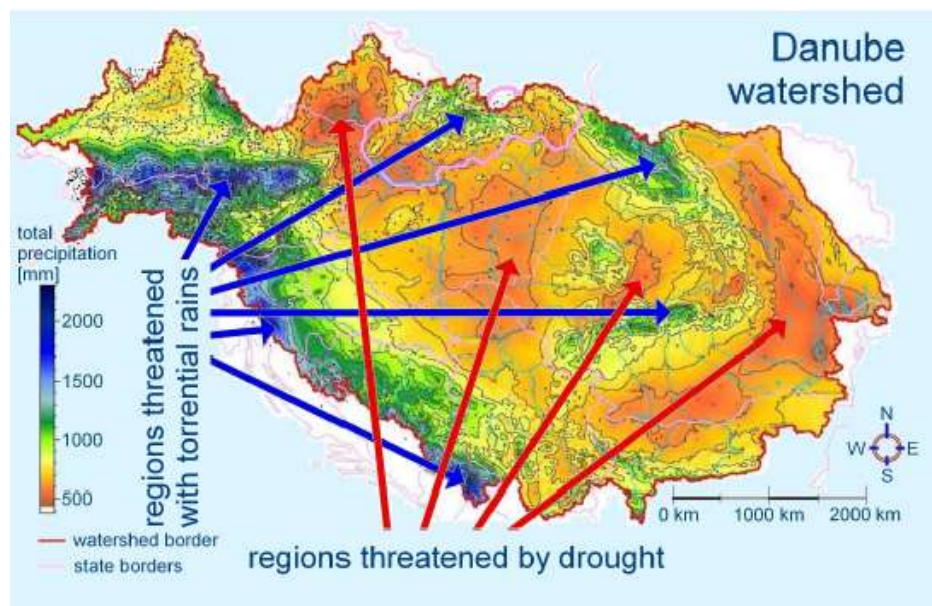 Danube
watershed
total
precipitation
[mm]
2000
1500
1000
500
regions threatened
with torrential rains
watershed border
state borders
regions threatened by drought
N
W E
S
0 km 1000 km 2000 km